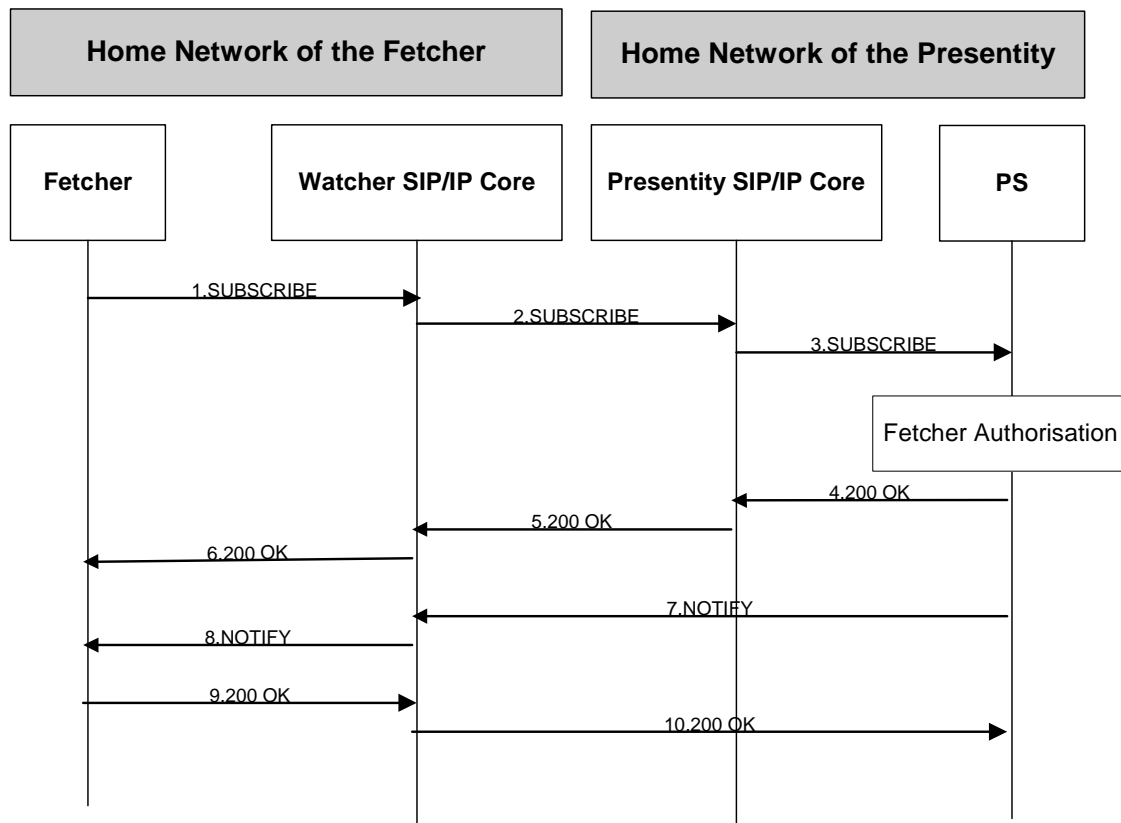 Home Network of the Fetcher
Home Network of the Presentity
Fetcher
Watcher SIP/IP Core
Presentity SIP/IP Core
PS
1.SUBSCRIBE
2.SUBSCRIBE
3.SUBSCRIBE
Fetcher Authorisation
4.200 OK
5.200 OK
6.200 OK
7.NOTIFY
8.NOTIFY
9.200 OK
10.200 OK